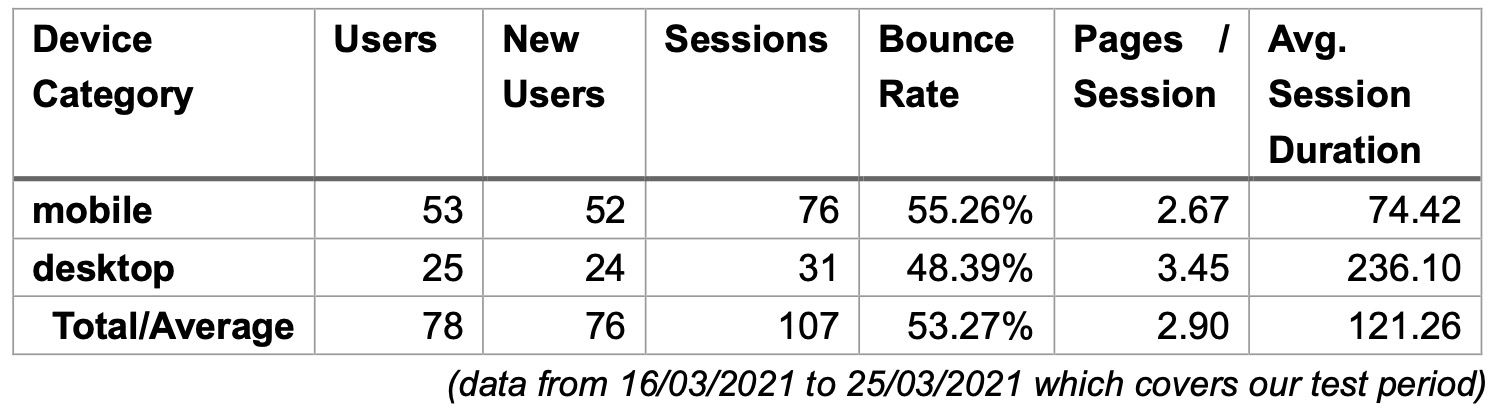 Device Category Users New Users Sessions Bounce Rate Pages / Session Avg. Session Duration
mobile 53 52 76 55.26% 2.67 74.42
desktop 25 24 31 48.39% 3.45 236.10
Total/Average 78 76 107 53.27% 2.90 121.26
(data from 16/03/2021 to 25/03/2021 which covers our test period)